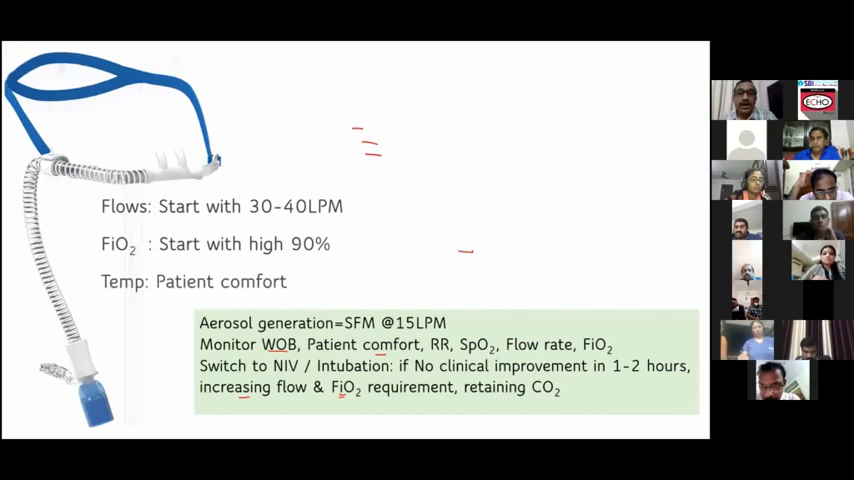 Flows: Start with 30-40LPM
FiO₂ : Start with high 90%
Temp: Patient comfort
Aerosol generation=SFM @15LPM
Monitor WOB, Patient comfort, RR, SpO₂, Flow rate, FiO₂
Switch to NIV / Intubation: if No clinical improvement in 1-2 hours,
increasing flow & FiO₂ requirement, retaining CO₂
SBI
ECHO